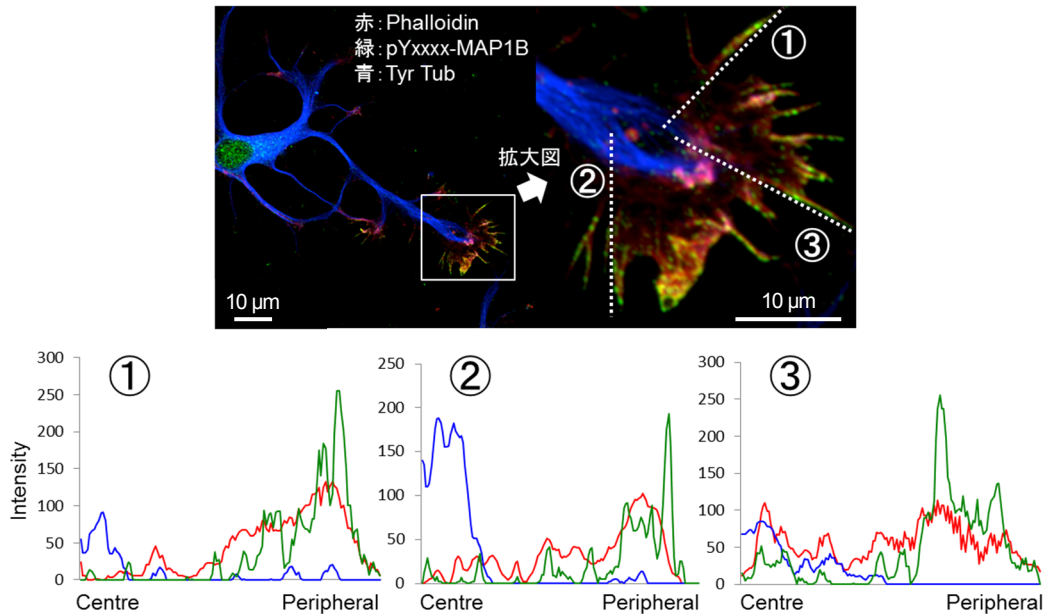 赤：Phalloidin
緑：pYxxxx-MAP1B
青：Tyr Tub
拡大図
①
②
③
10 µm
10 µm
①
②
③
300
250
200
150
100
50
0
250
200
150
100
50
0
300
250
200
150
100
50
0
Intensity
Centre Peripheral
Centre Peripheral
Centre Peripheral